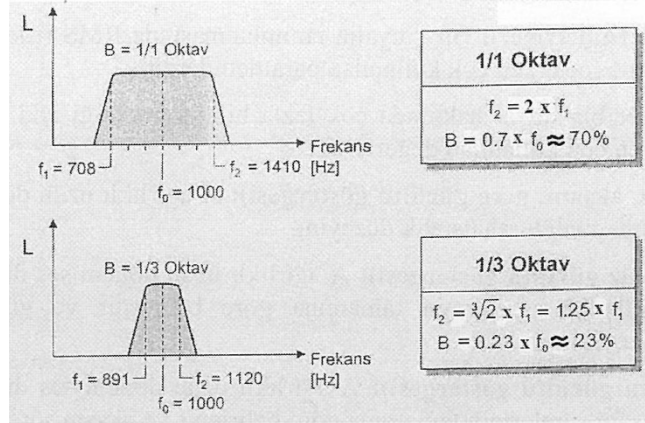 L
B = 1/1 Oktav
Frekans
[Hz]
f₁ = 708
f₂ = 1410
f₀ = 1000
1/1 Oktav
f₂ = 2 x f₁
B = 0.7 x f₀ ≈ 70%
L
B = 1/3 Oktav
Frekans
[Hz]
f₁ = 891
f₂ = 1120
f₀ = 1000
1/3 Oktav
f₂ = ∛2 x f₁ = 1.25 x f₁
B = 0.23 x f₀ ≈ 23%